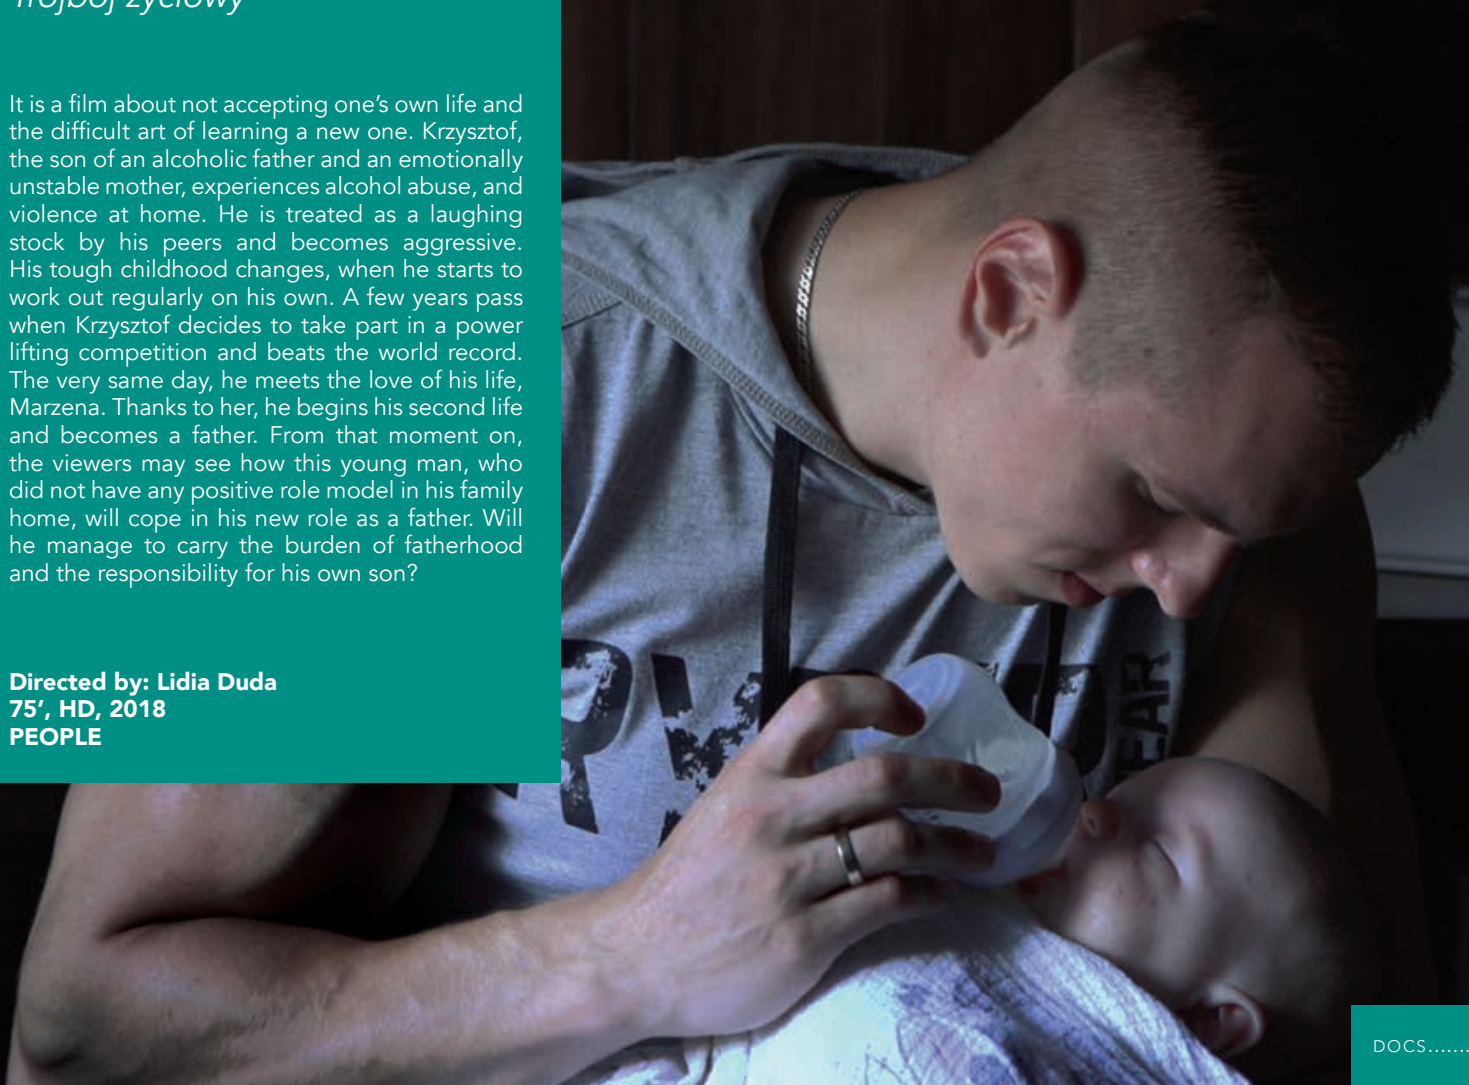 Trójbój życiowy
It is a film about not accepting one's own life and
the difficult art of learning a new one. Krzysztof,
the son of an alcoholic father and an emotionally
unstable mother, experiences alcohol abuse, and
violence at home. He is treated as a laughing
stock by his peers and becomes aggressive.
His tough childhood changes, when he starts to
work out regularly on his own. A few years pass
when Krzysztof decides to take part in a power
lifting competition and beats the world record.
The very same day, he meets the love of his life,
Marzena. Thanks to her, he begins his second life
and becomes a father. From that moment on,
the viewers may see how this young man, who
did not have any positive role model in his family
home, will cope in his new role as a father. Will
he manage to carry the burden of fatherhood
and the responsibility for his own son?
Directed by: Lidia Duda
75', HD, 2018
PEOPLE
DOCS.......